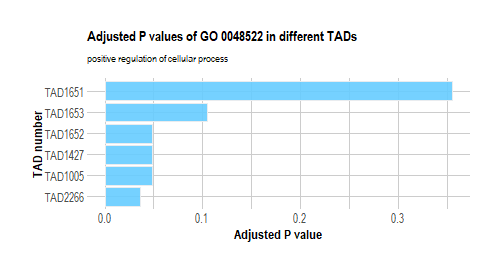 Adjusted P values of GO 0048522 in different TADs
positive regulation of cellular process
TAD number
TAD1651
TAD1653
TAD1652
TAD1427
TAD1005
TAD2266
0.0 0.1 0.2 0.3
Adjusted P value